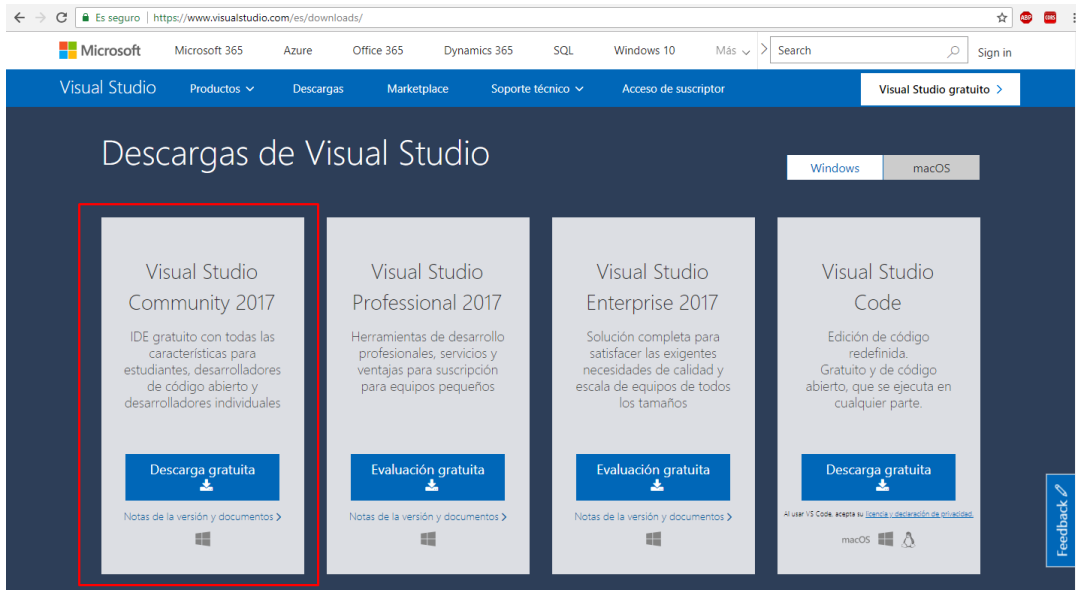 Es seguro https://www.visualstudio.com/es/downloads/
ABP
Microsoft Microsoft 365 Azure Office 365 Dynamics 365 SQL Windows 10 Más Search Sign in
Visual Studio Productos Descargas Marketplace Soporte técnico Acceso de suscriptor Visual Studio gratuito
Descargas de Visual Studio
Windows macOS
Visual Studio
Community 2017
IDE gratuito con todas las
características para
estudiantes, desarrolladores
de código abierto y
desarrolladores individuales
Descarga gratuita
Notas de la versión y documentos
Visual Studio
Professional 2017
Herramientas de desarrollo
profesionales, servicios y
ventajas para suscripción
para equipos pequeños
Evaluación gratuita
Notas de la versión y documentos
Visual Studio
Enterprise 2017
Solución completa para
satisfacer las exigentes
necesidades de calidad y
escala de equipos de todos
los tamaños
Evaluación gratuita
Notas de la versión y documentos
Visual Studio
Code
Edición de código
redefinida.
Gratuito y de código
abierto, que se ejecuta en
cualquier parte.
Descarga gratuita
Al usar VS Code, acepta su licencia y declaración de privacidad.
macOS
Feedback